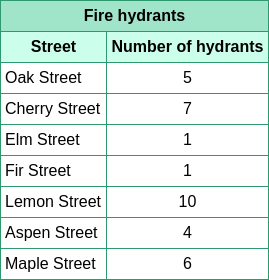 Fire hydrants
Street Number of hydrants
Oak Street 5
Cherry Street 7
Elm Street 1
Fir Street 1
Lemon Street 10
Aspen Street 4
Maple Street 6